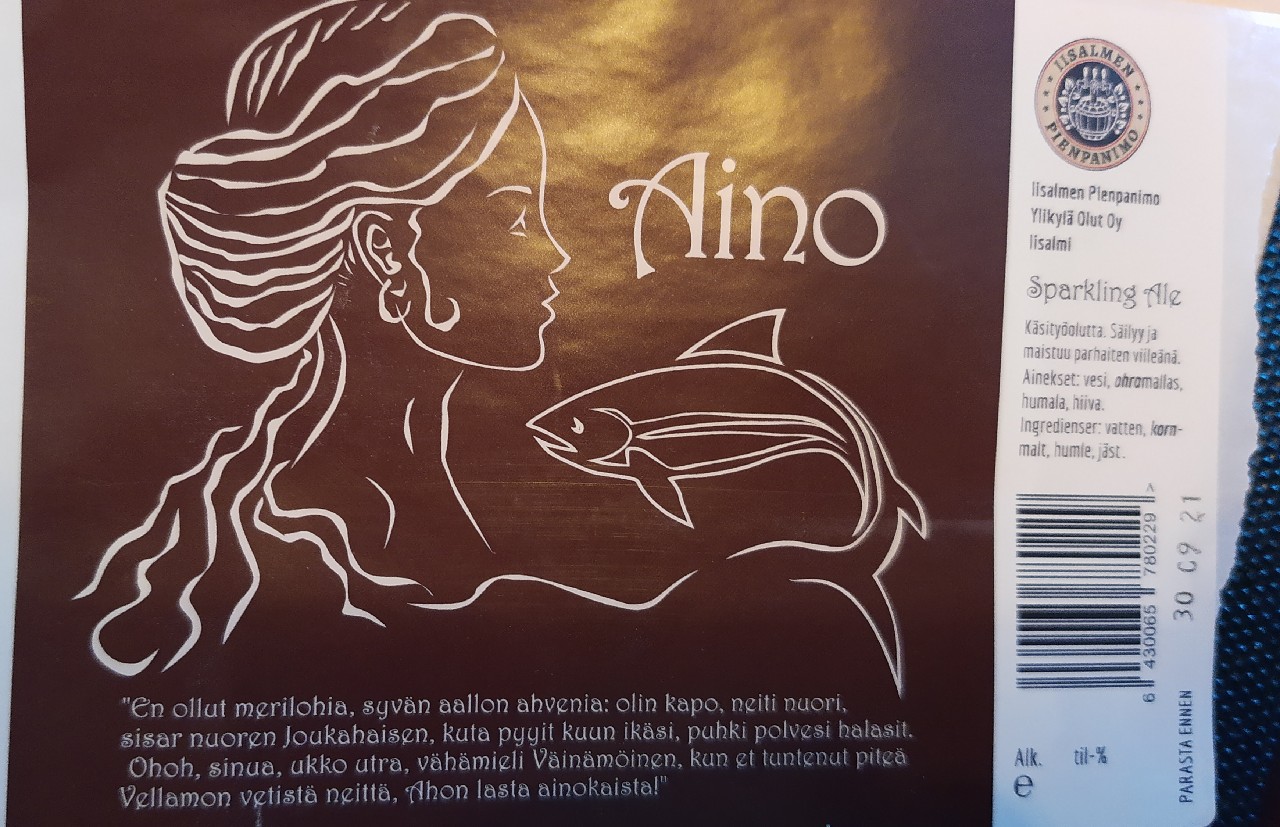 Aino
"En ollut merilohia, syvän aallon ahvenia: olin kapo, neiti nuori,
sisar nuoren Joukahaisen, kuta pyyit kuun ikäsi, puhki polvesi halasit.
Ohoh, sinua, ukko utra, vähämieli Väinämöinen, kun et tuntenut piteä
Vellamon vetistä neittä, Ahon lasta ainokaista!"
IISALMEN
PIENPANIMO
Iisalmen Pienpanimo
Ylikylä Olut Oy
Iisalmi
Sparkling Ale
Käsityöolutta. Säilyy ja
maistuu parhaiten viileänä.
Ainekset: vesi, ohramallas,
humala, hiiva.
Ingredienser: vatten, korn-
malt, humle, jäst.
6 430065 780229 >
PARASTA ENNEN 30 09 21
Alk. til-%
e